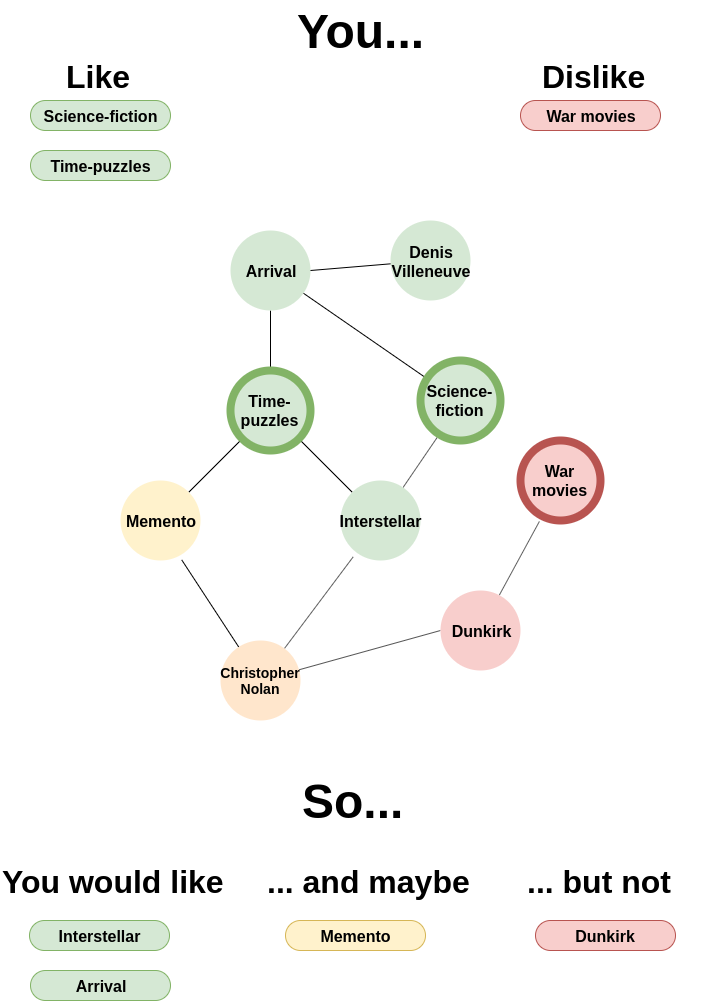 You...
Like
Dislike
Science-fiction
War movies
Time-puzzles
Arrival
Denis
Villeneuve
Time-
puzzles
Science-
fiction
War
movies
Memento
Interstellar
Dunkirk
Christopher
Nolan
So...
You would like
... and maybe
... but not
Interstellar
Memento
Dunkirk
Arrival